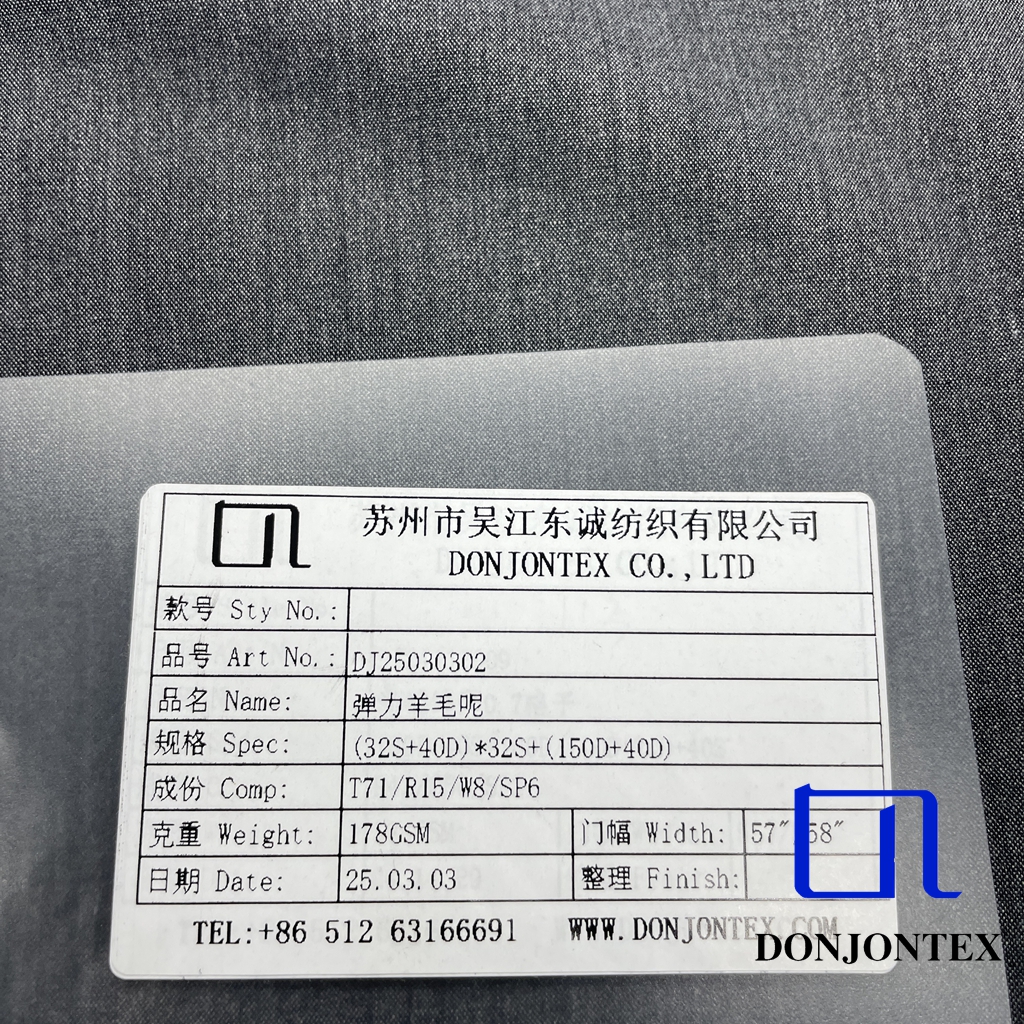 苏州市吴江东诚纺织有限公司
DONJONTEX CO.,LTD
款号 Sty No.:
品号 Art No.: DJ25030302
品名 Name: 弹力羊毛呢
规格 Spec: (32S+40D)*32S+(150D+40D)
成份 Comp: T71/R15/W8/SP6
克重 Weight: 178GSM 门幅 Width: 57"/58"
日期 Date: 25.03.03 整理 Finish:
TEL:+86 512 63166691 WWW.DONJONTEX.COM
DONJONTEX